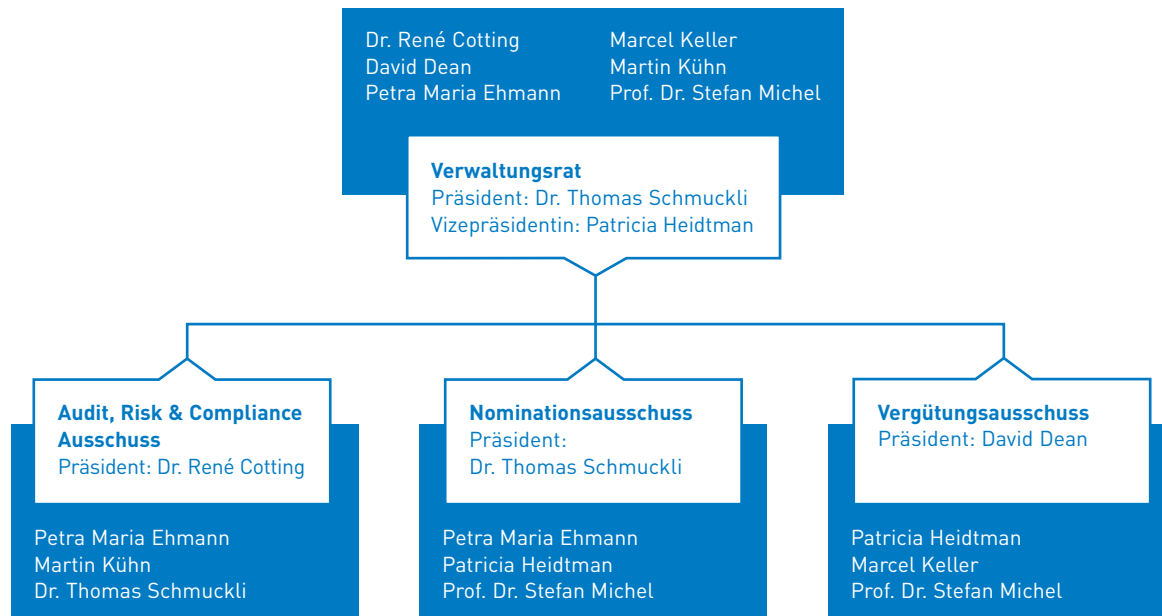 Dr. René Cotting
David Dean
Petra Maria Ehmann
Marcel Keller
Martin Kühn
Prof. Dr. Stefan Michel
Verwaltungsrat
Präsident: Dr. Thomas Schmuckli
Vizepräsidentin: Patricia Heidtman
Audit, Risk & Compliance
Ausschuss
Präsident: Dr. René Cotting
Petra Maria Ehmann
Martin Kühn
Dr. Thomas Schmuckli
Nominationsausschuss
Präsident:
Dr. Thomas Schmuckli
Petra Maria Ehmann
Patricia Heidtman
Prof. Dr. Stefan Michel
Vergütungsausschuss
Präsident: David Dean
Patricia Heidtman
Marcel Keller
Prof. Dr. Stefan Michel